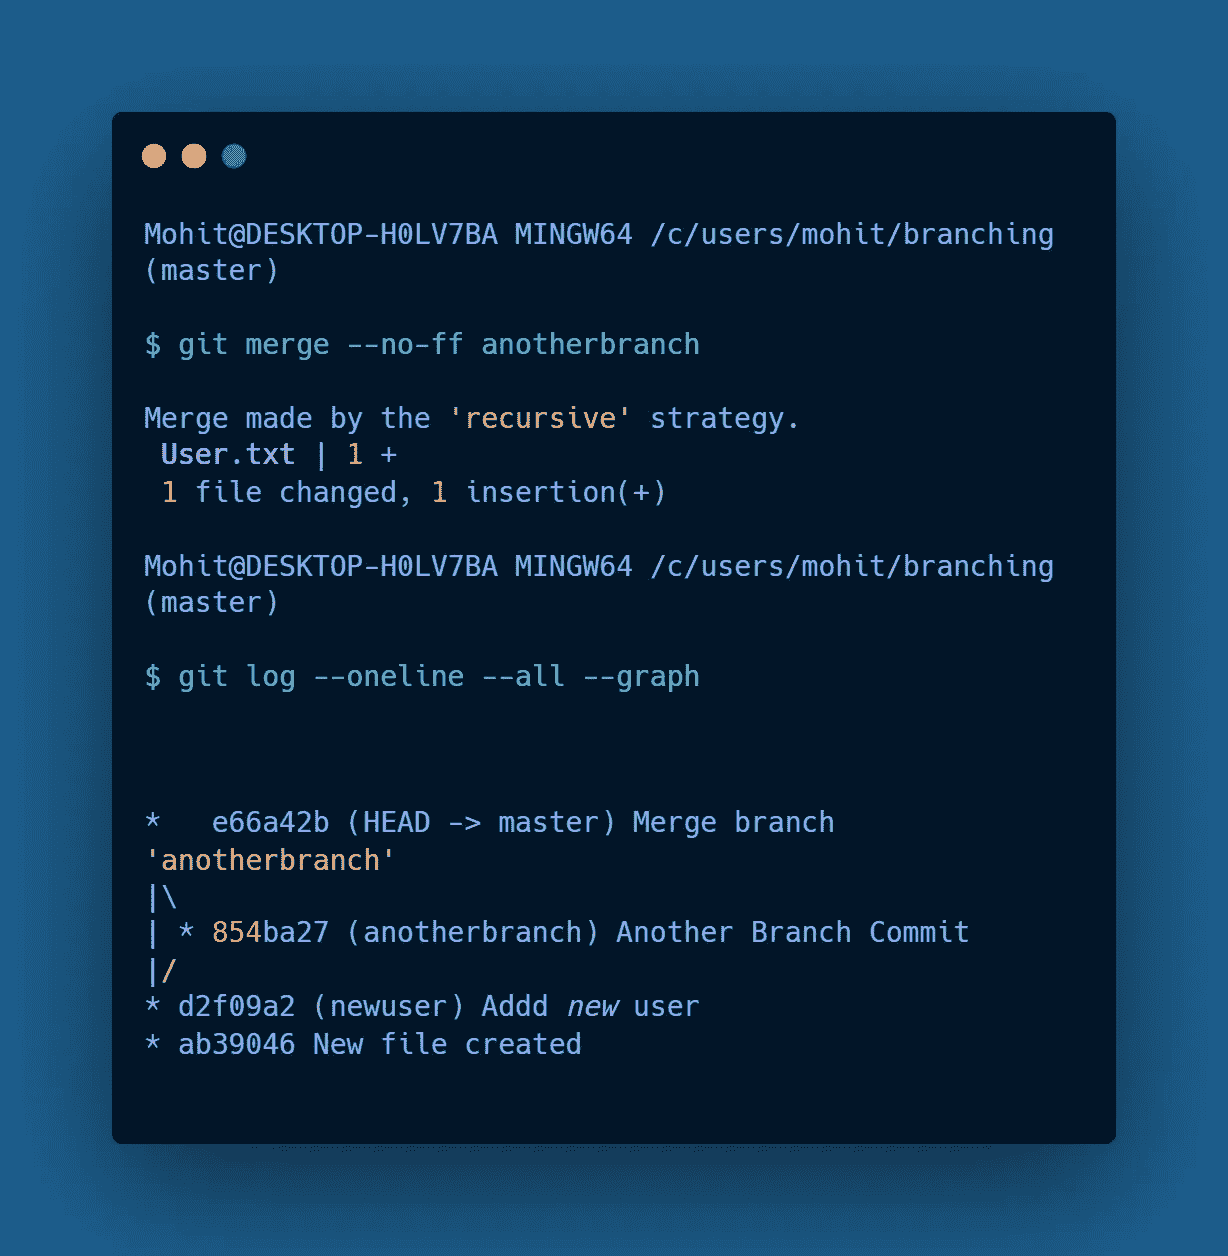 Mohit@DESKTOP-H0LV7BA MINGW64 /c/users/mohit/branching
(master)
$ git merge --no-ff anotherbranch
Merge made by the 'recursive' strategy.
 User.txt | 1 +
 1 file changed, 1 insertion(+)
Mohit@DESKTOP-H0LV7BA MINGW64 /c/users/mohit/branching
(master)
$ git log --oneline --all --graph
*   e66a42b (HEAD -> master) Merge branch
'anotherbranch'
|\
| * 854ba27 (anotherbranch) Another Branch Commit
|/
* d2f09a2 (newuser) Addd new user
* ab39046 New file created